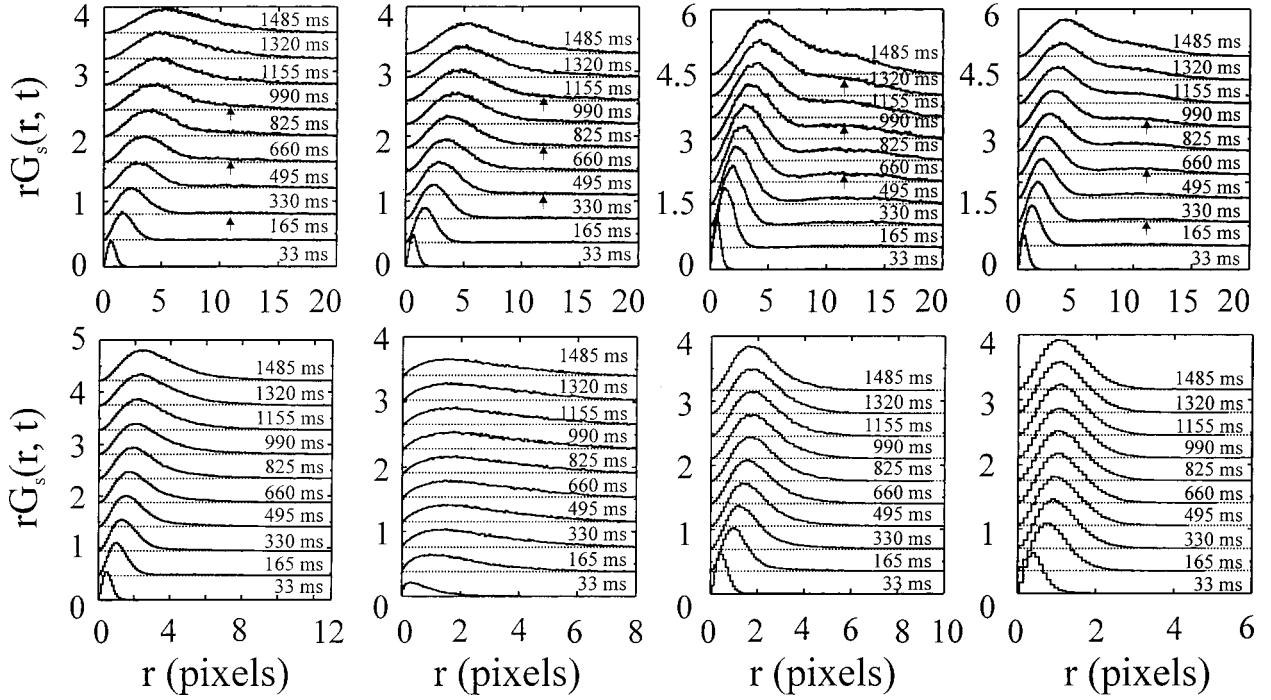 rGs(r, t)
4
3
2
1
0
1485 ms
1320 ms
1155 ms
990 ms
825 ms
660 ms
495 ms
330 ms
165 ms
33 ms
0 5 10 15 20
4
3
2
1
0
1485 ms
1320 ms
1155 ms
990 ms
825 ms
660 ms
495 ms
330 ms
165 ms
33 ms
0 5 10 15 20
6
4.5
3
1.5
0
1485 ms
1320 ms
1155 ms
990 ms
825 ms
660 ms
495 ms
330 ms
165 ms
33 ms
0 5 10 15 20
6
4.5
3
1.5
0
1485 ms
1320 ms
1155 ms
990 ms
825 ms
660 ms
495 ms
330 ms
165 ms
33 ms
0 5 10 15 20
rGs(r, t)
5
4
3
2
1
0
1485 ms
1320 ms
1155 ms
990 ms
825 ms
660 ms
495 ms
330 ms
165 ms
33 ms
0 4 8 12
r (pixels)
4
3
2
1
0
1485 ms
1320 ms
1155 ms
990 ms
825 ms
660 ms
495 ms
330 ms
165 ms
33 ms
0 2 4 6 8
r (pixels)
4
3
2
1
0
1485 ms
1320 ms
1155 ms
990 ms
825 ms
660 ms
495 ms
330 ms
165 ms
33 ms
0 2 4 6 8 10
r (pixels)
4
3
2
1
0
1485 ms
1320 ms
1155 ms
990 ms
825 ms
660 ms
495 ms
330 ms
165 ms
33 ms
0 2 4 6
r (pixels)